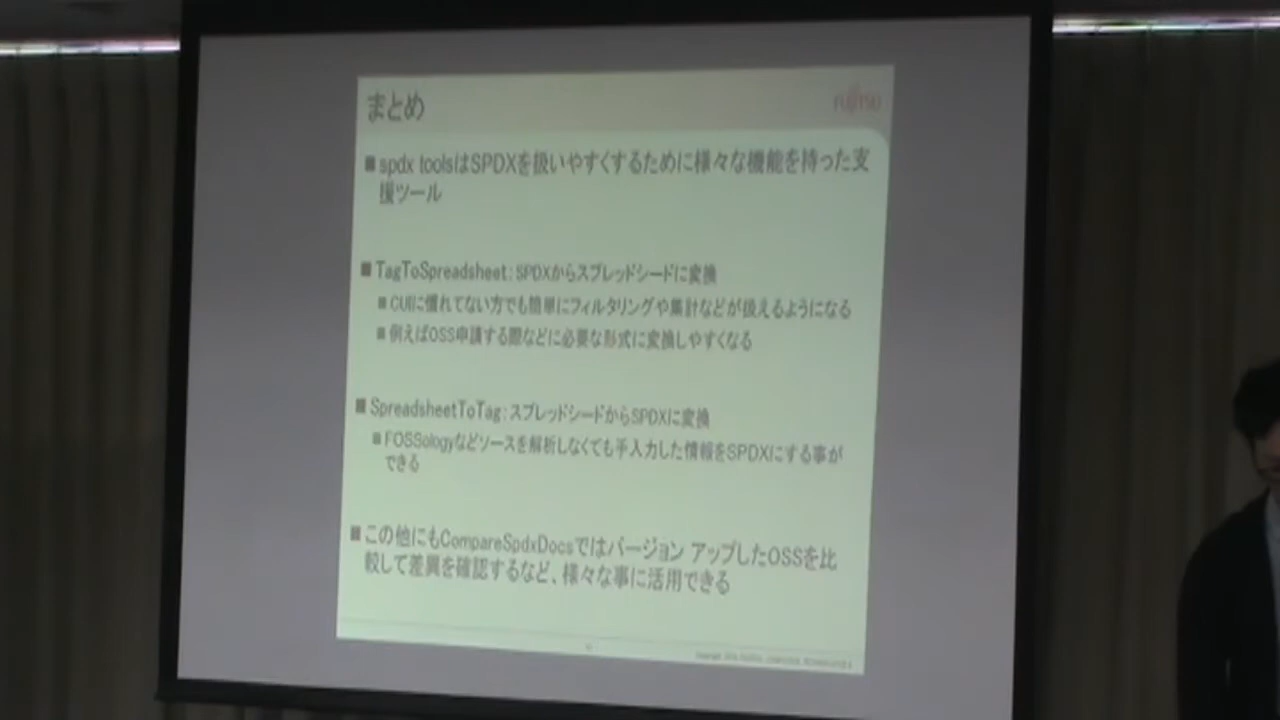 まとめ
FUJITSU
■ spdx toolsはSPDXを扱いやすくするために様々な機能を持った支
援ツール
■ TagToSpreadsheet:SPDXからスプレッドシードに変換
■ CUIに慣れてない方でも簡単にフィルタリングや集計などが扱えるようになる
■ 例えばOSS申請する際などに必要な形式に変換しやすくなる
■ SpreadsheetToTag:スプレッドシードからSPDXに変換
■ FOSSologyなどソースを解析しなくても手入力した情報をSPDXにする事が
できる
■ この他にもCompareSpdxDocsではバージョン アップしたOSSを比
較して差異を確認するなど、様々な事に活用できる